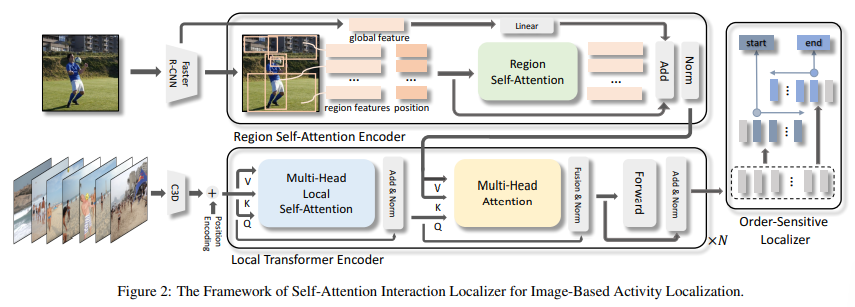 Faster
R-CNN
global feature
Linear
region features
position
...
...
...
Region
Self-Attention
Add
Norm
Region Self-Attention Encoder
C3D
+
Position
Encoding
V
K
Q
Multi-Head
Local
Self-Attention
Add & Norm
V
K
Q
Multi-Head
Attention
Fusion & Norm
Forward
Add & Norm
×N
Local Transformer Encoder
start
end
...
...
...
Order-Sensitive
Localizer
Figure 2: The Framework of Self-Attention Interaction Localizer for Image-Based Activity Localization.